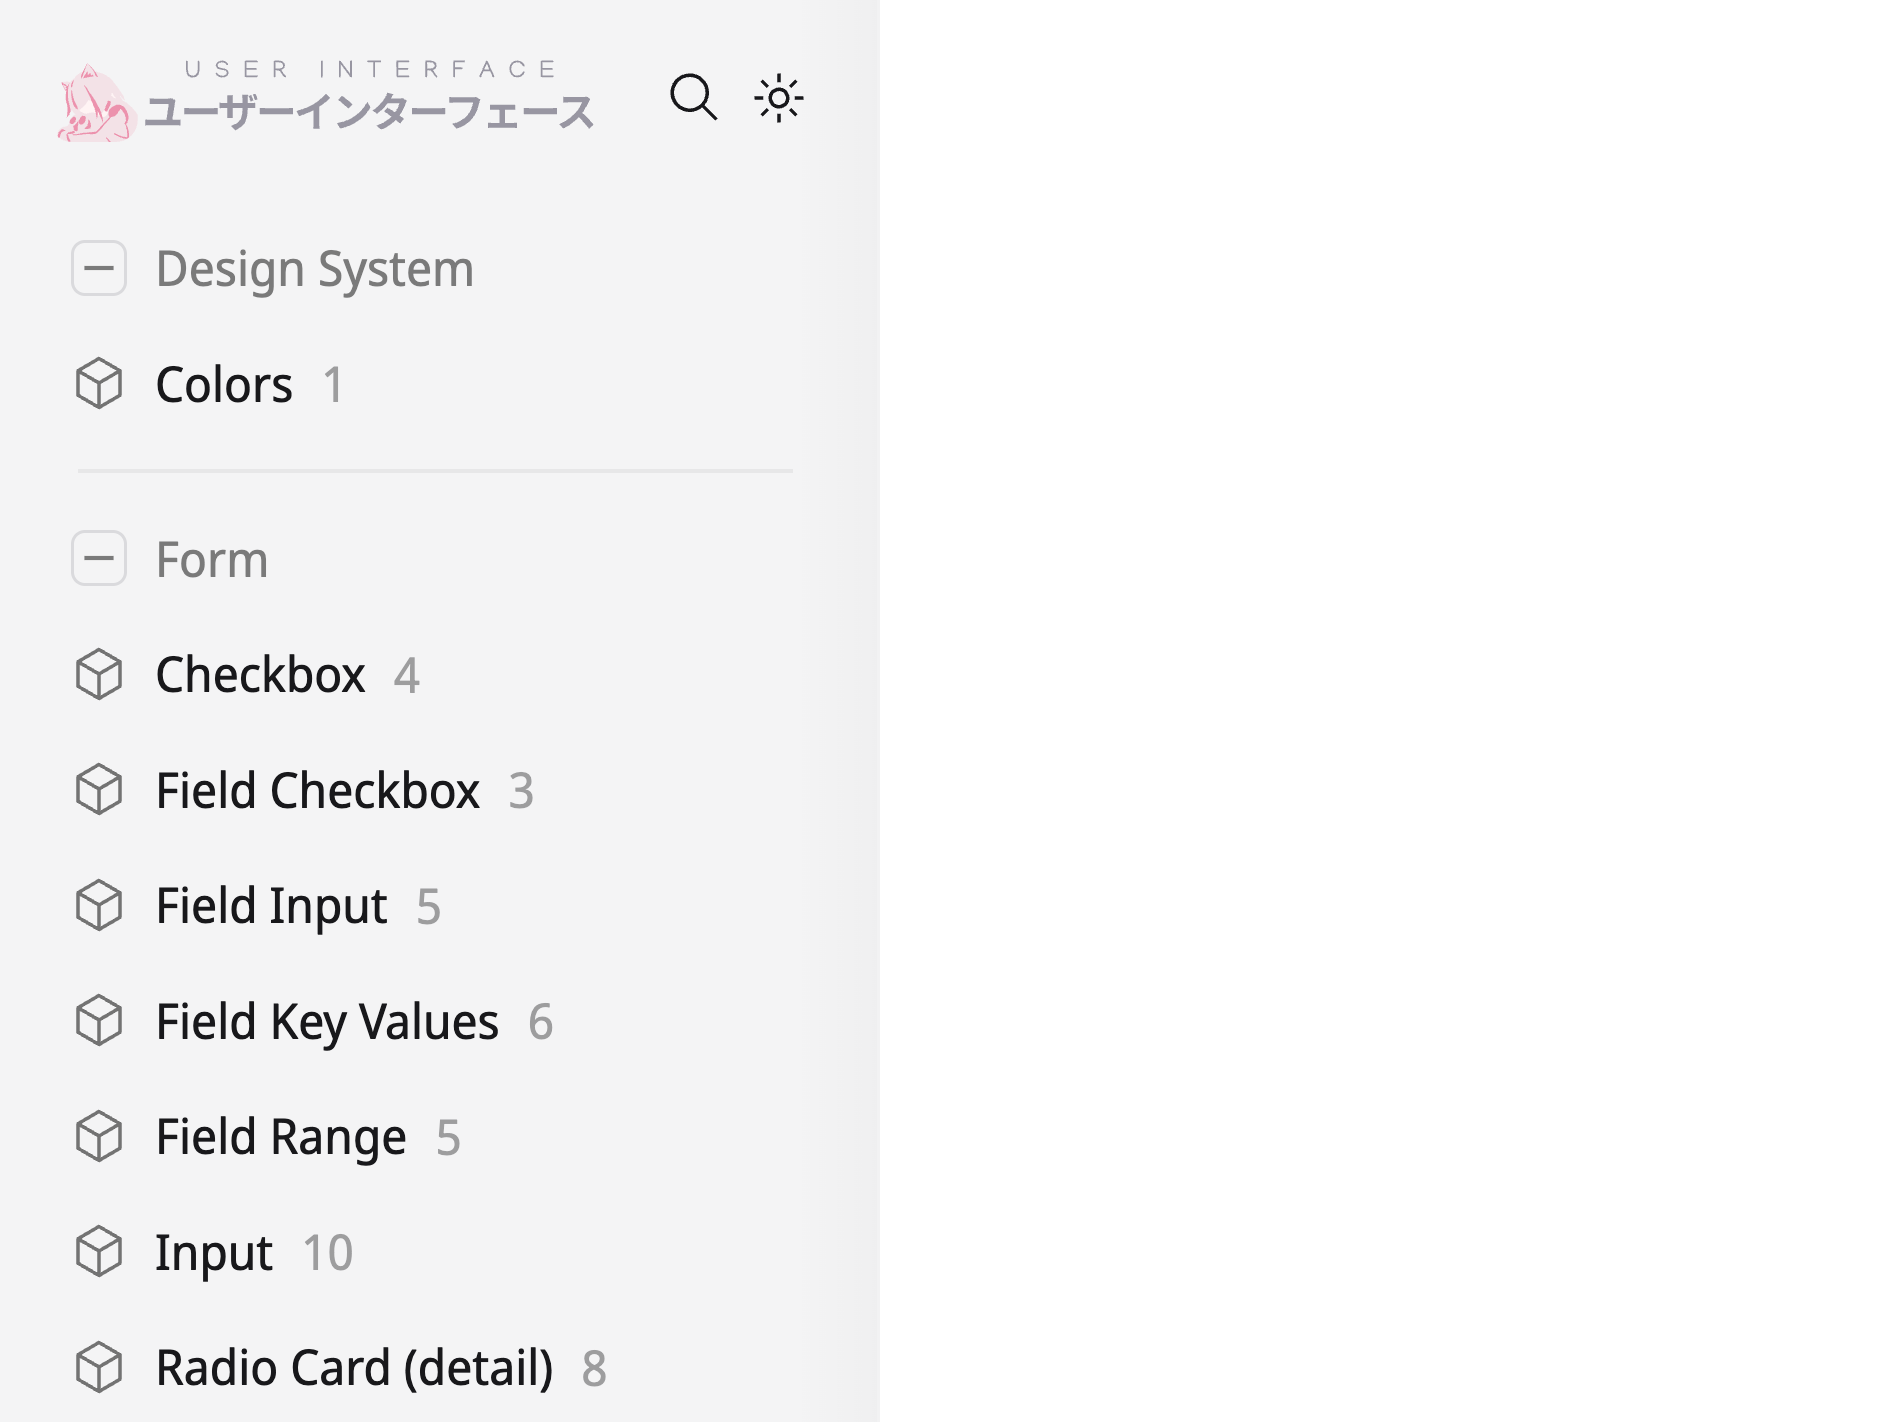 USER INTERFACE
ユーザーインターフェース
Design System
Colors 1
Form
Checkbox 4
Field Checkbox 3
Field Input 5
Field Key Values 6
Field Range 5
Input 10
Radio Card (detail) 8